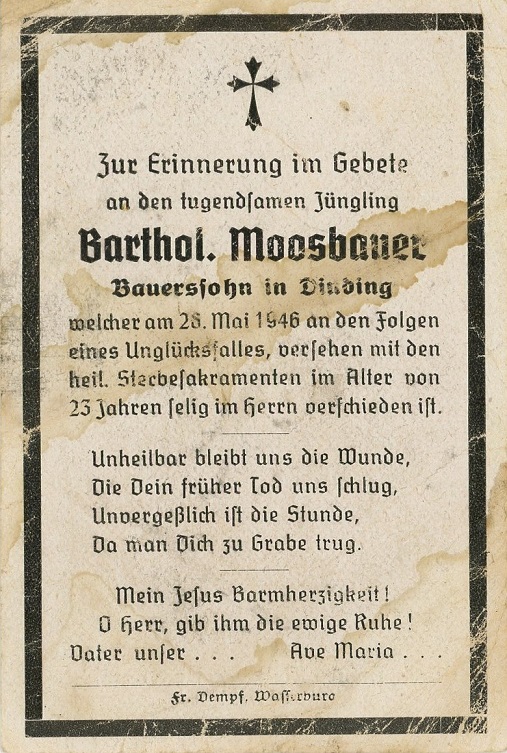 Zur Erinnerung im Gebete
an den tugendsamen Jüngling
Barthol. Moosbauer
Bauerssohn in Dinding
welcher am 28. Mai 1946 an den Folgen
eines Unglücksfalles, versehen mit den
heil. Sterbesakramenten im Alter von
23 Jahren selig im Herrn verschieden ist.
Unheilbar bleibt uns die Wunde,
Die Dein früher Tod uns schlug,
Unvergeßlich ist die Stunde,
Da man Dich zu Grabe trug.
Mein Jesus Barmherzigkeit!
O Herr, gib ihm die ewige Ruhe!
Vater unser . . . Ave Maria . . .
Fr. Dempf, Wasserburg